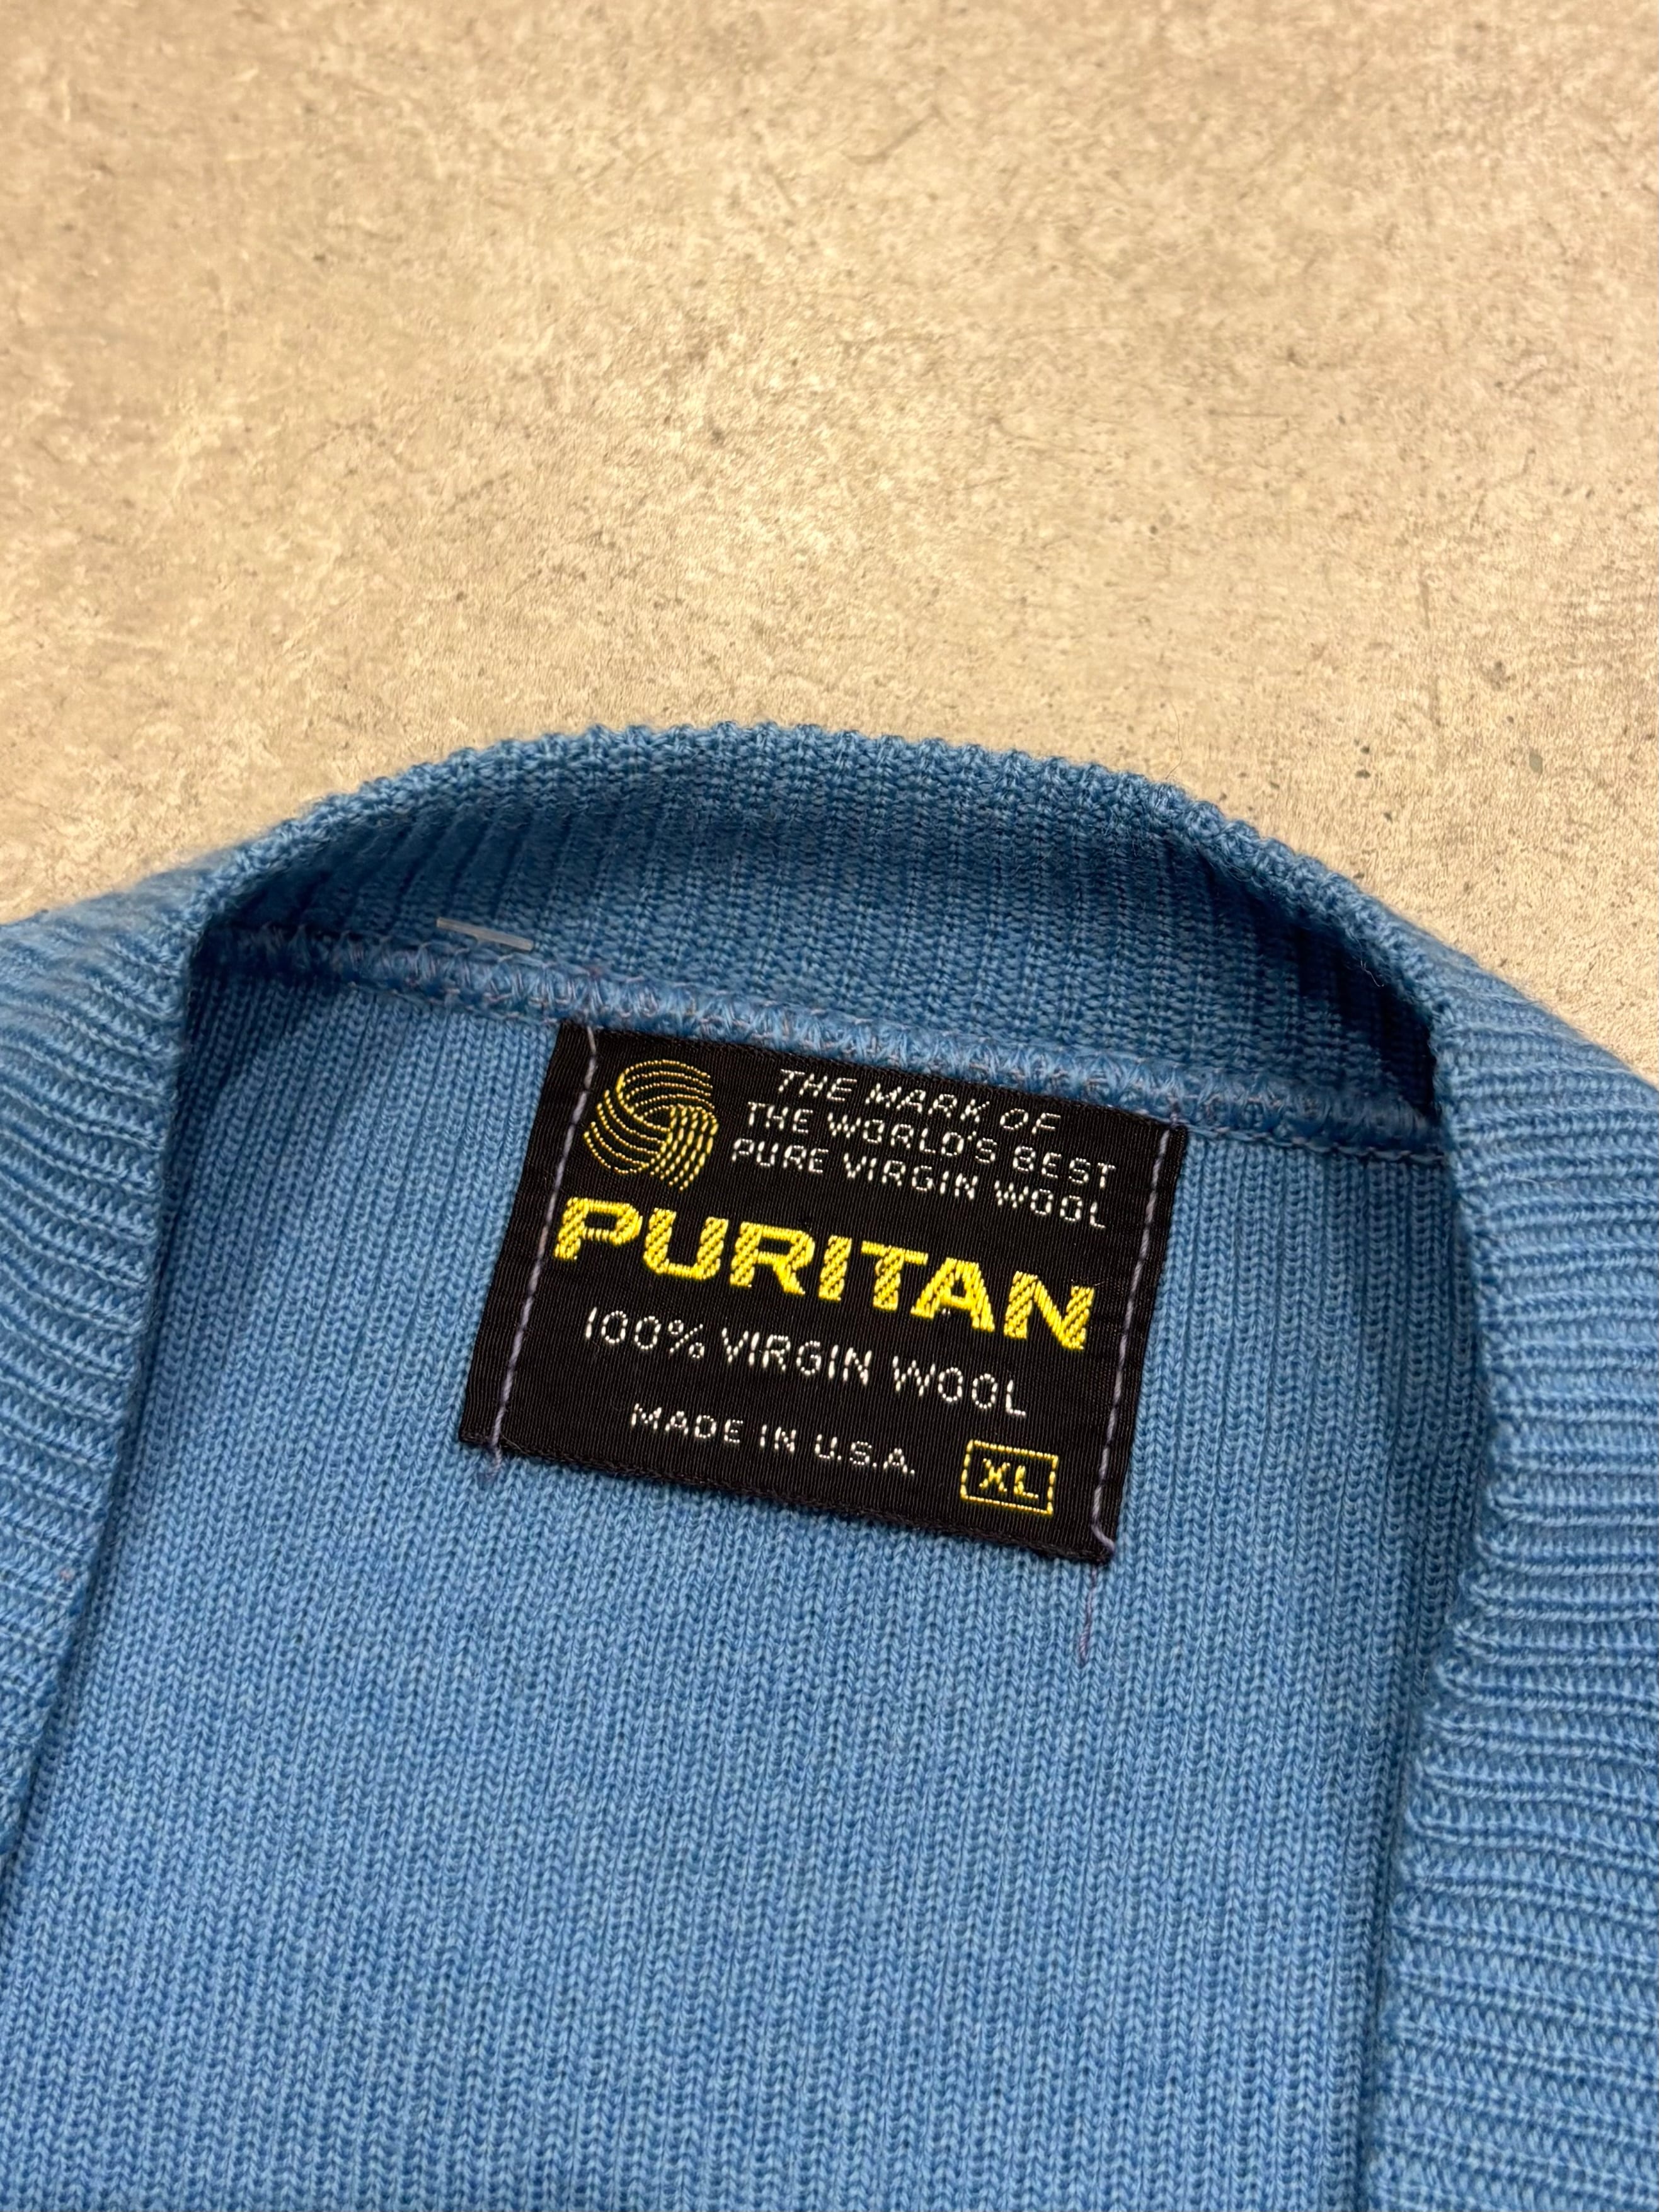 THE MARK OF
THE WORLD'S BEST
PURE VIRGIN WOOL
PURITAN
100% VIRGIN WOOL
MADE IN U.S.A.
XL